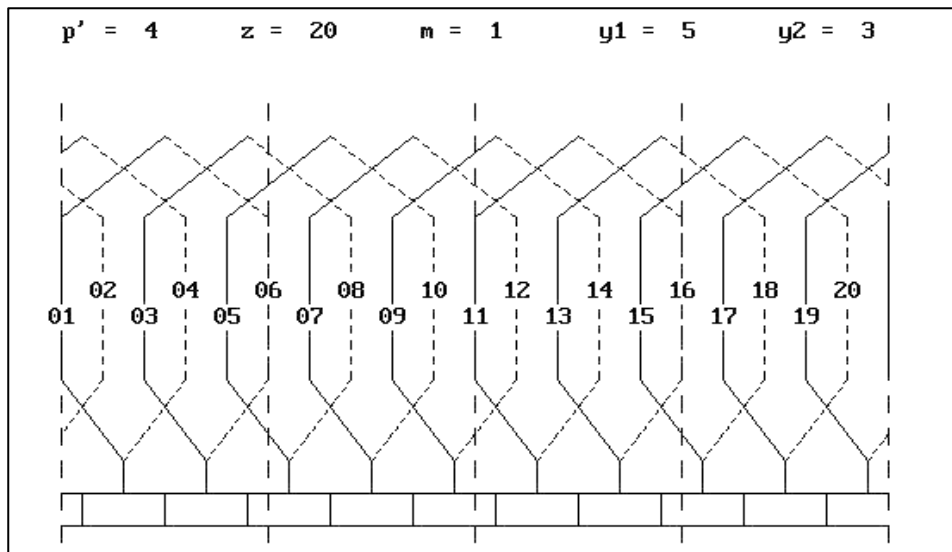 p' = 4 z = 20 m = 1 y1 = 5 y2 = 3
02 04 06 08 10 12 14 16 18 20
01 03 05 07 09 11 13 15 17 19